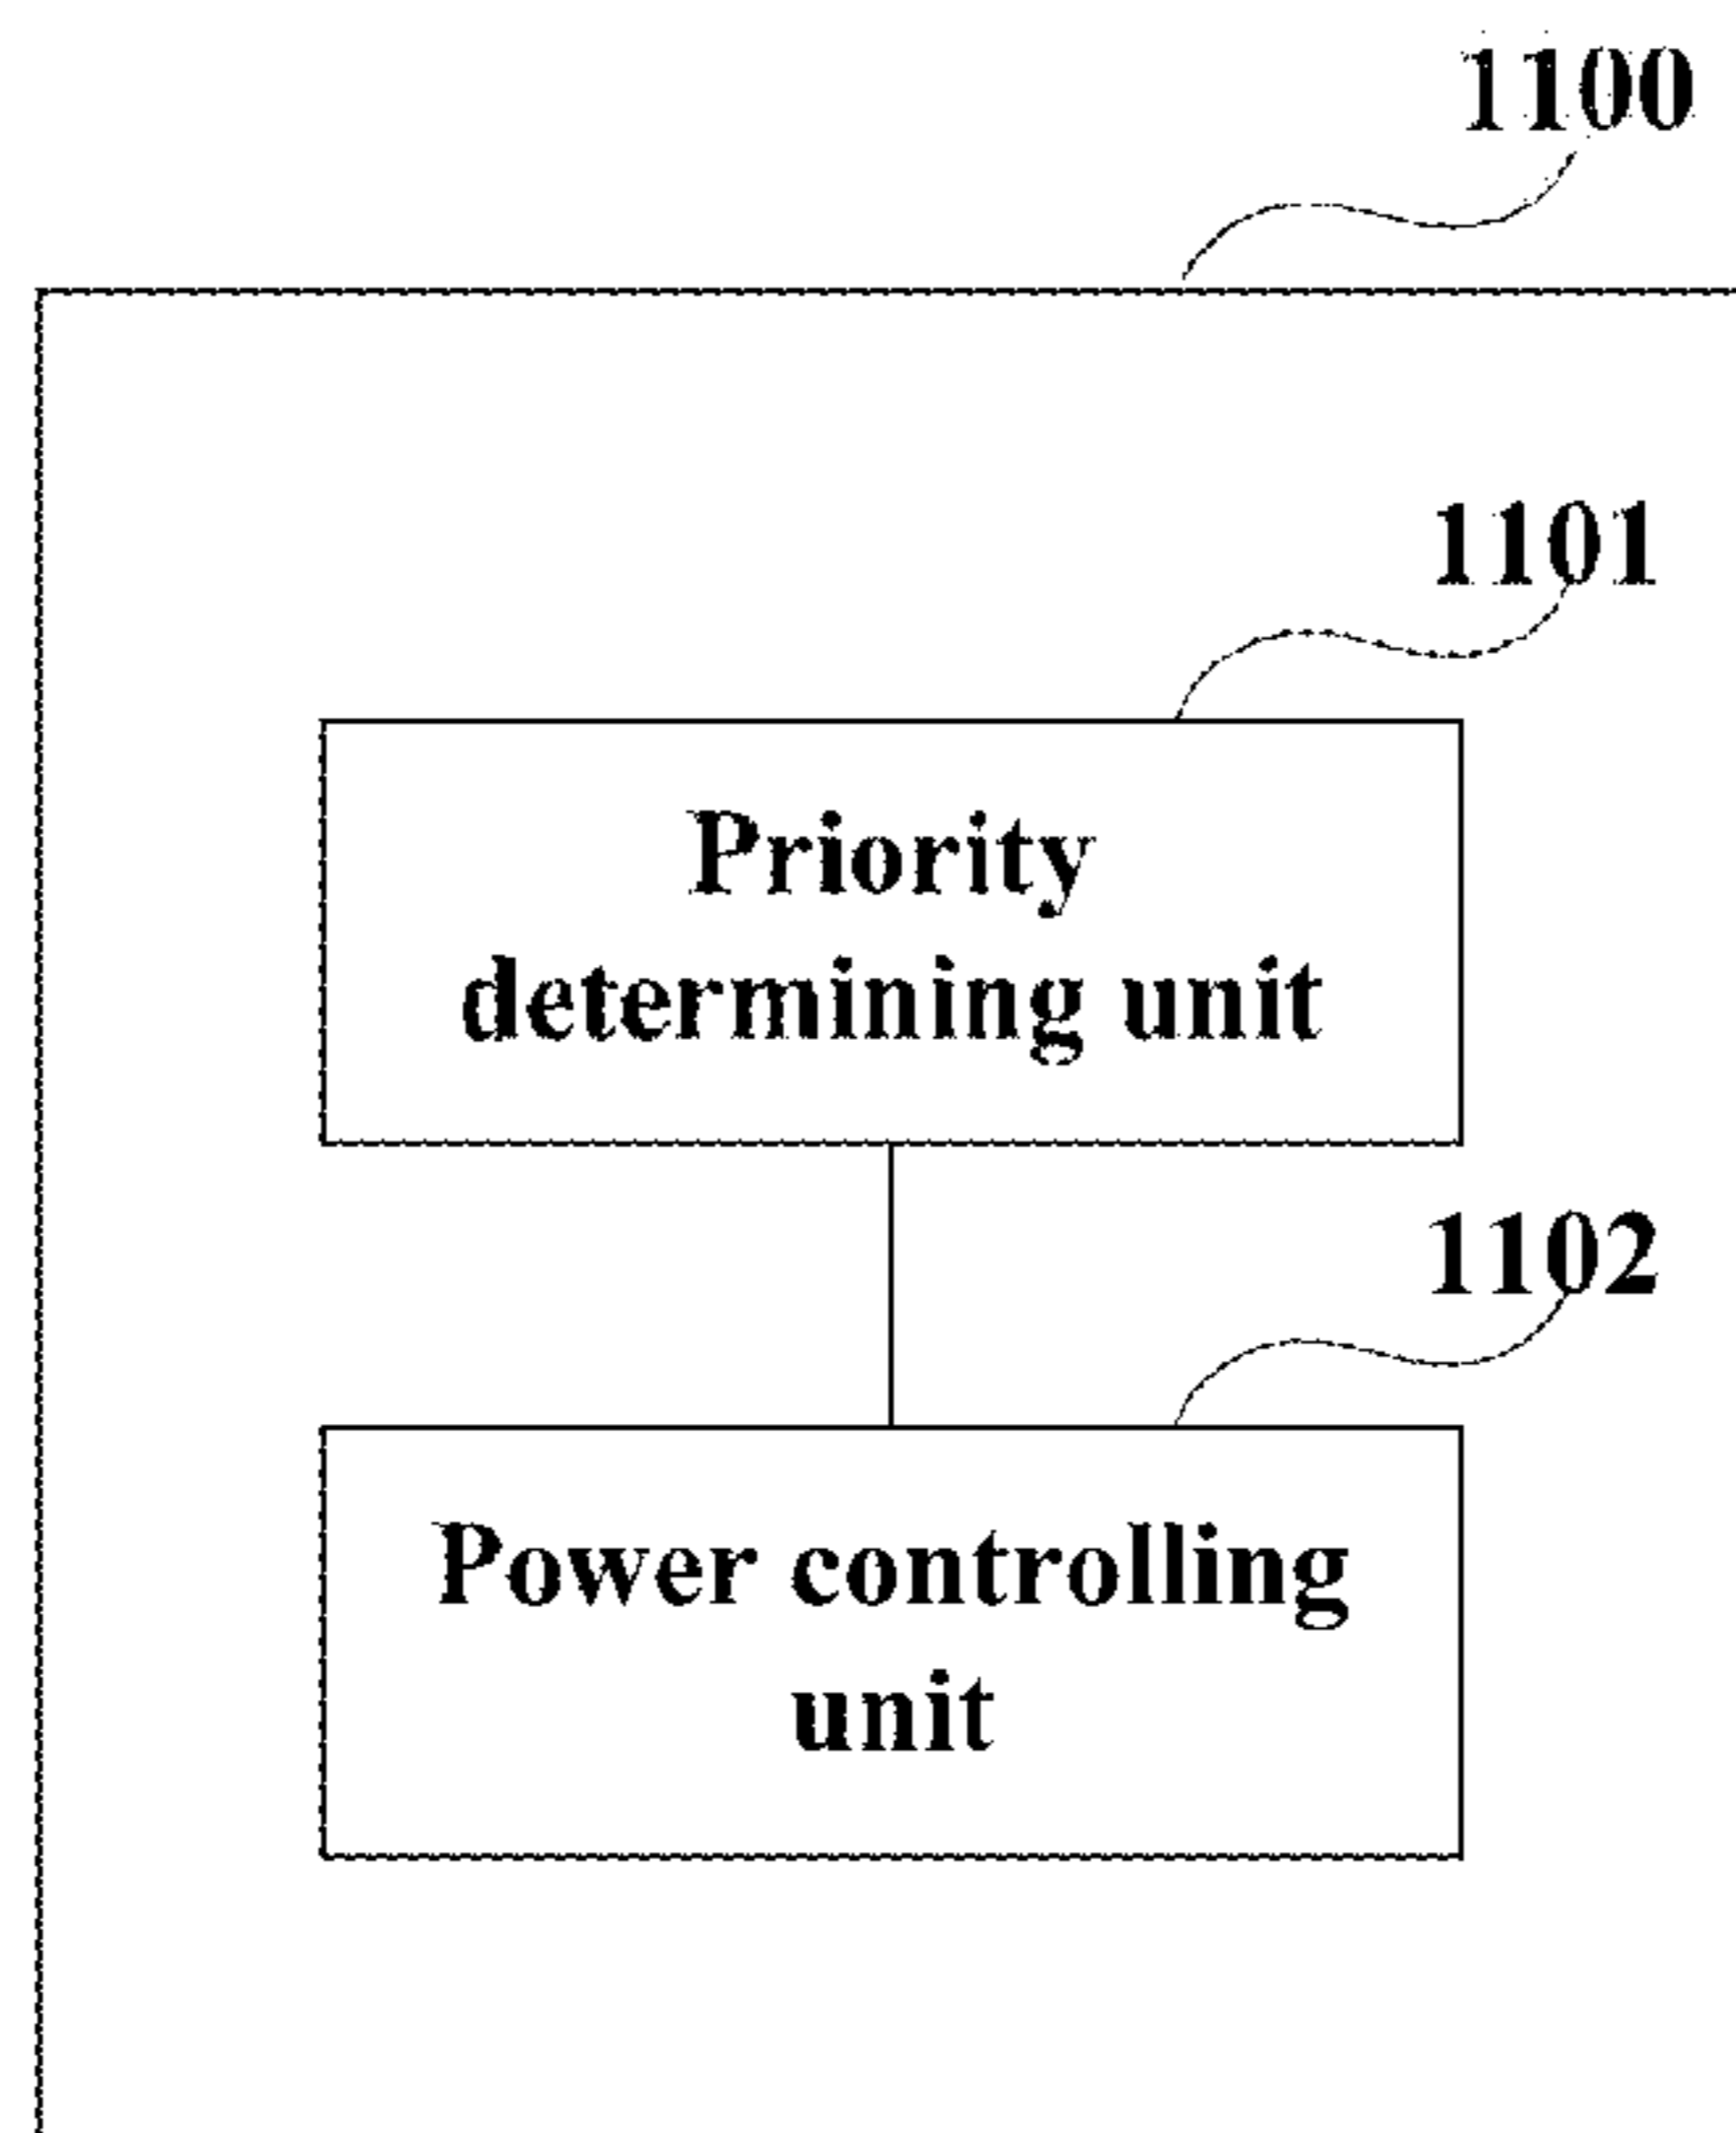 1100
1101
Priority
determining unit
1102
Power controlling
unit